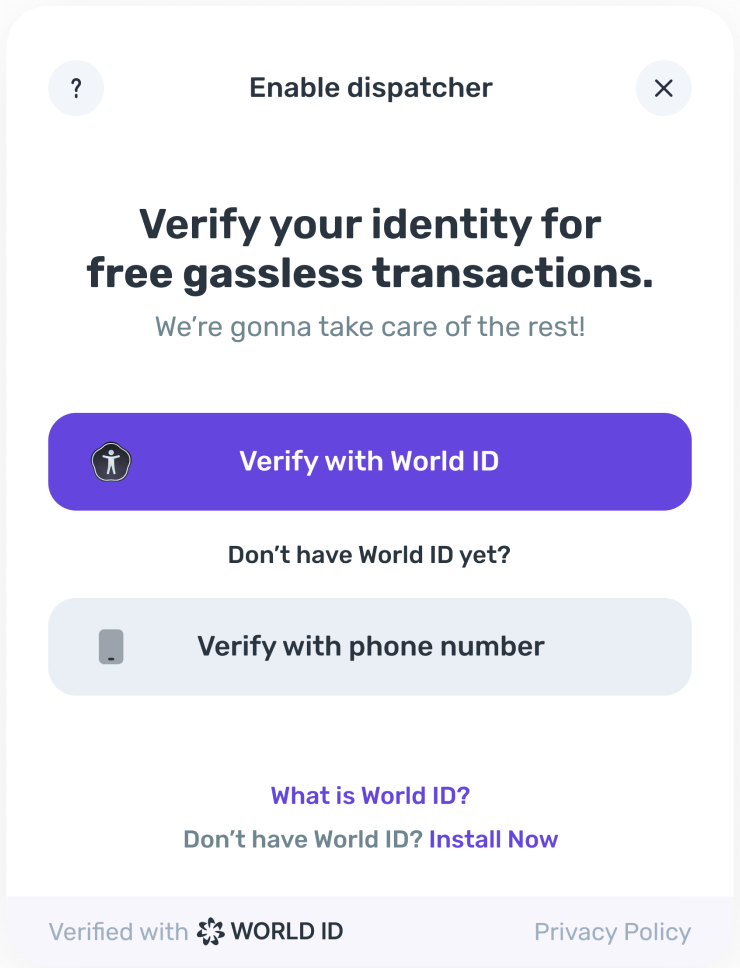 ?
Enable dispatcher
Verify your identity for
free gassless transactions.
We’re gonna take care of the rest!
Verify with World ID
Don’t have World ID yet?
Verify with phone number
What is World ID?
Don’t have World ID? Install Now
Verified with WORLD ID
Privacy Policy